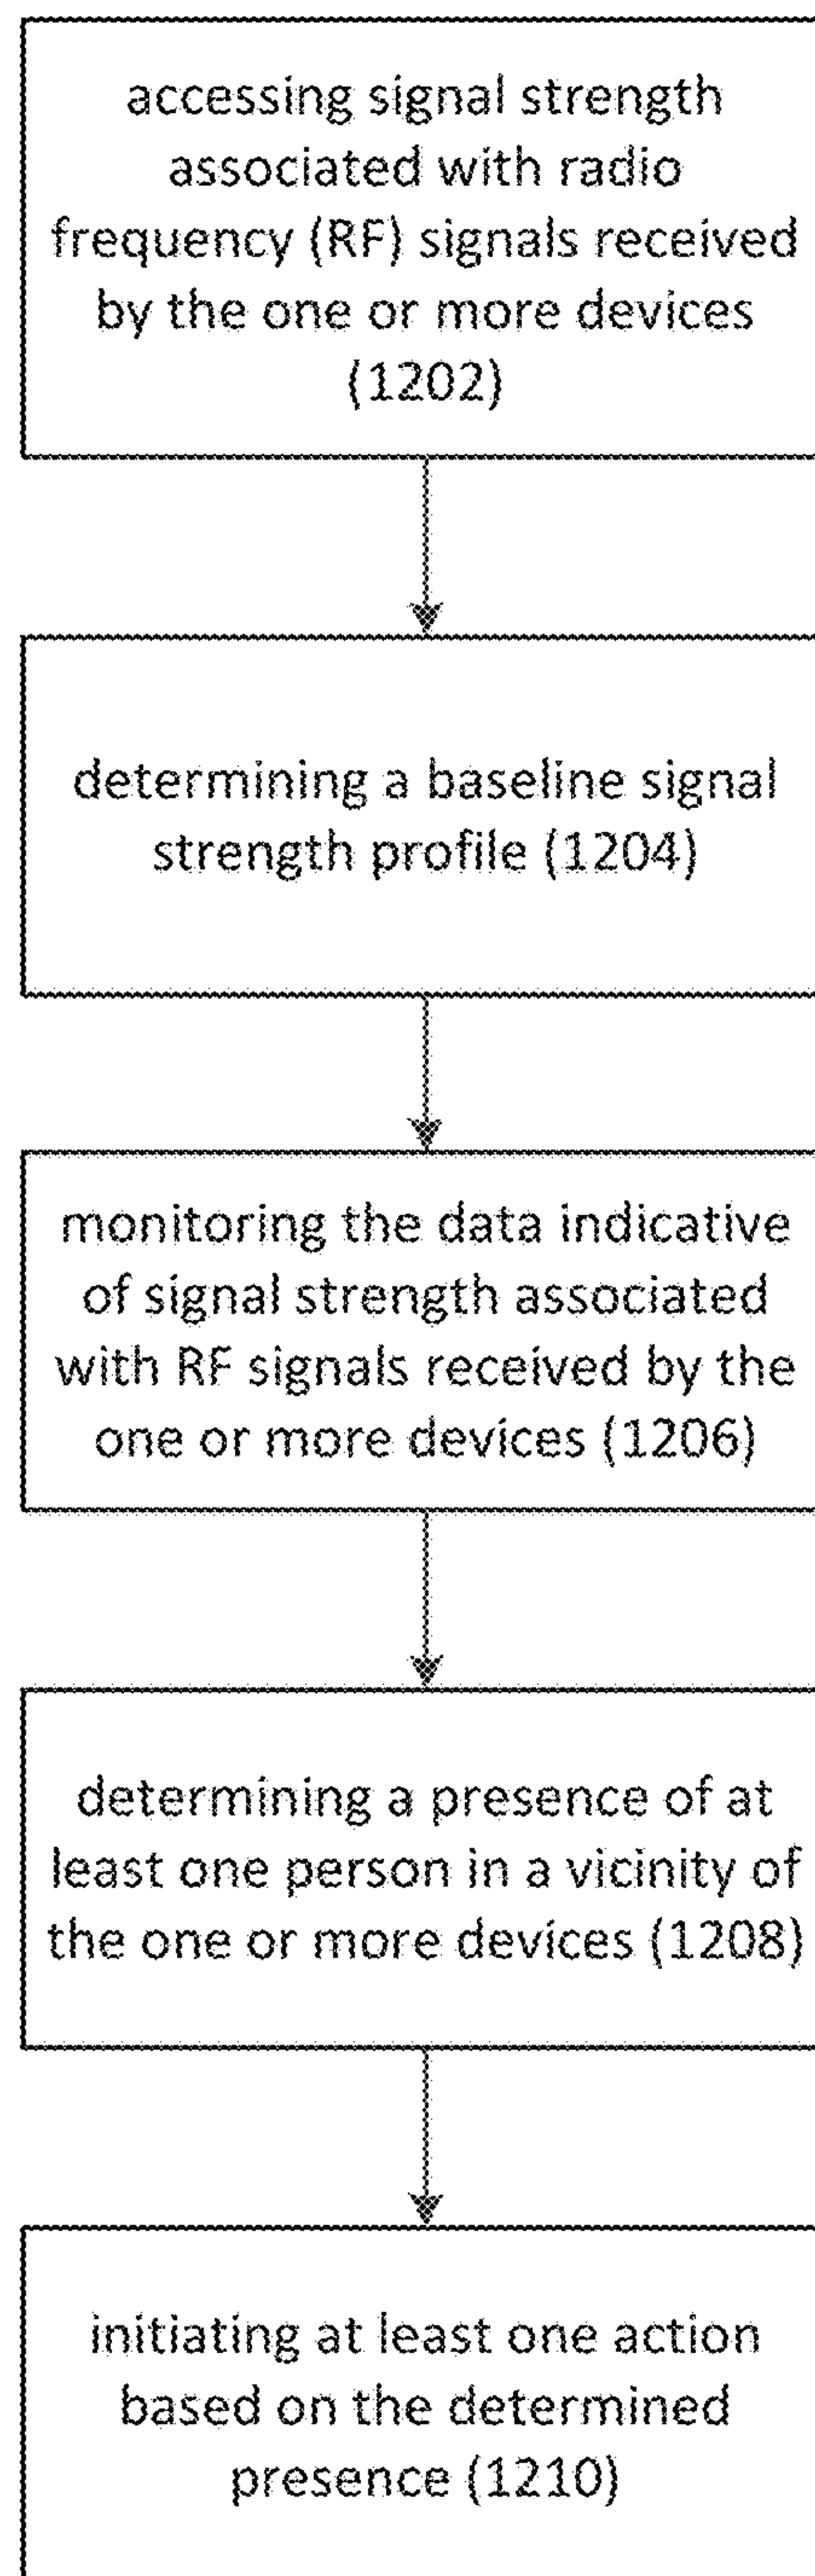 accessing signal strength
associated with radio
frequency (RF) signals received
by the one or more devices
(1202)
determining a baseline signal
strength profile (1204)
monitoring the data indicative
of signal strength associated
with RF signals received by the
one or more devices (1206)
determining a presence of at
least one person in a vicinity of
the one or more devices (1208)
initiating at least one action
based on the determined
presence (1210)